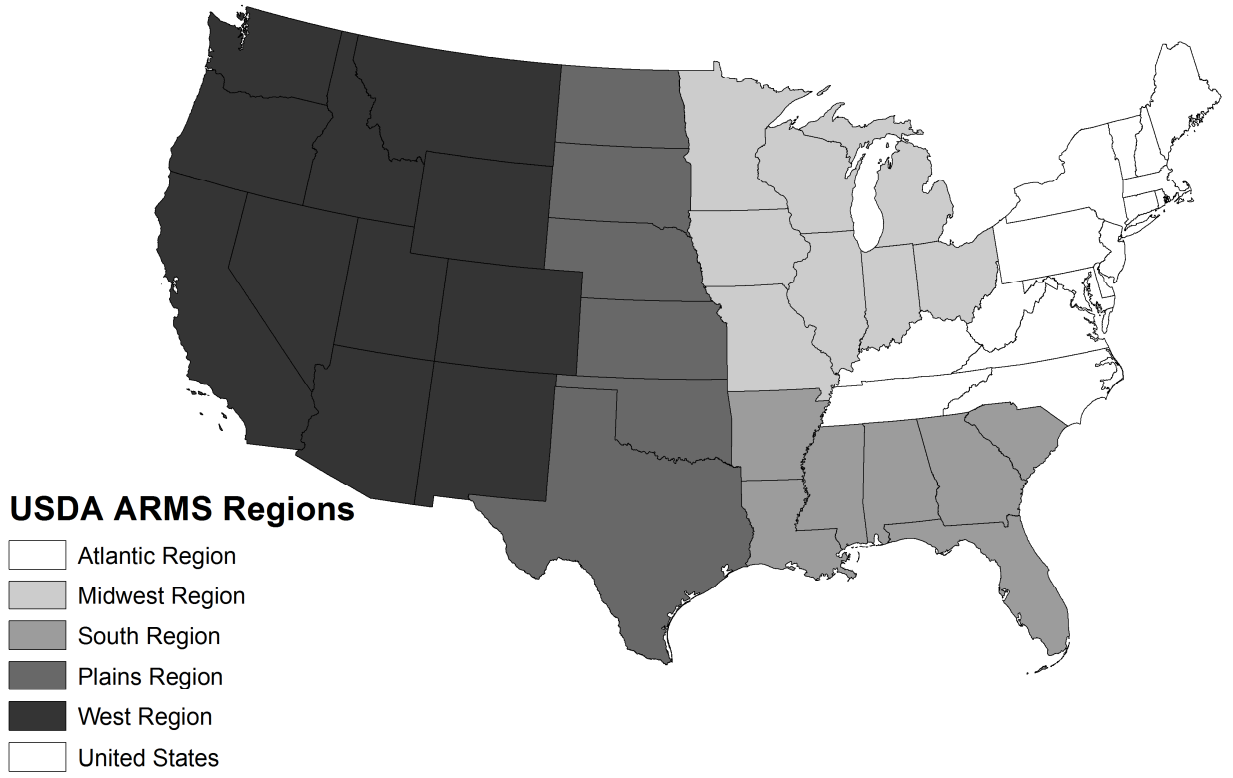 USDA ARMS Regions
Atlantic Region
Midwest Region
South Region
Plains Region
West Region
United States